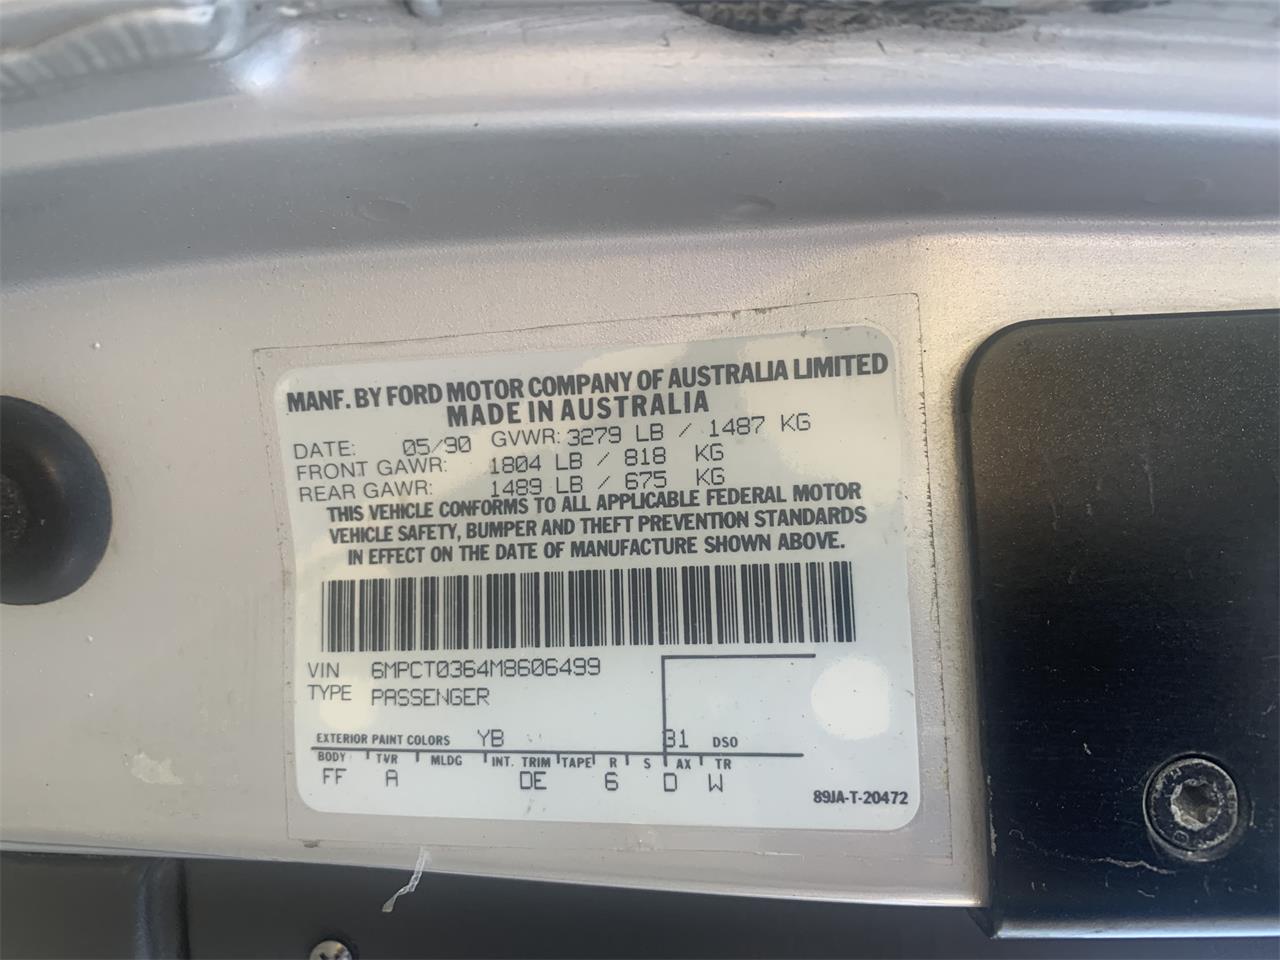 MANF. BY FORD MOTOR COMPANY OF AUSTRALIA LIMITED
MADE IN AUSTRALIA
DATE: 05/90 GVWR: 3279 LB / 1487 KG
FRONT GAWR: 1804 LB / 818 KG
REAR GAWR: 1489 LB / 675 KG
THIS VEHICLE CONFORMS TO ALL APPLICABLE FEDERAL MOTOR
VEHICLE SAFETY, BUMPER AND THEFT PREVENTION STANDARDS
IN EFFECT ON THE DATE OF MANUFACTURE SHOWN ABOVE.
VIN 6MPCT0364M8606499
TYPE PASSENGER
EXTERIOR PAINT COLORS YB 31 DSO
BODY TVR MLDG INT. TRIM TAPE R S AX TR
FF A DE 6 D W
89JA-T-20472